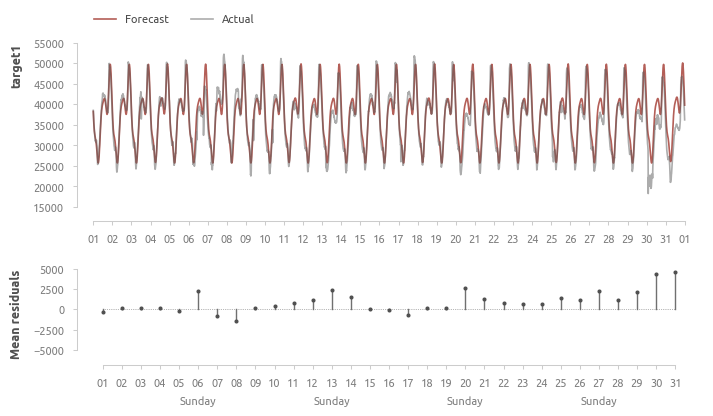 Forecast Actual
target1
55000
50000
45000
40000
35000
30000
25000
20000
15000
01 02 03 04 05 06 07 08 09 10 11 12 13 14 15 16 17 18 19 20 21 22 23 24 25 26 27 28 29 30 31 01
Mean residuals
5000
2500
0
−2500
−5000
01 02 03 04 05 06 07 08 09 10 11 12 13 14 15 16 17 18 19 20 21 22 23 24 25 26 27 28 29 30 31
Sunday Sunday Sunday Sunday